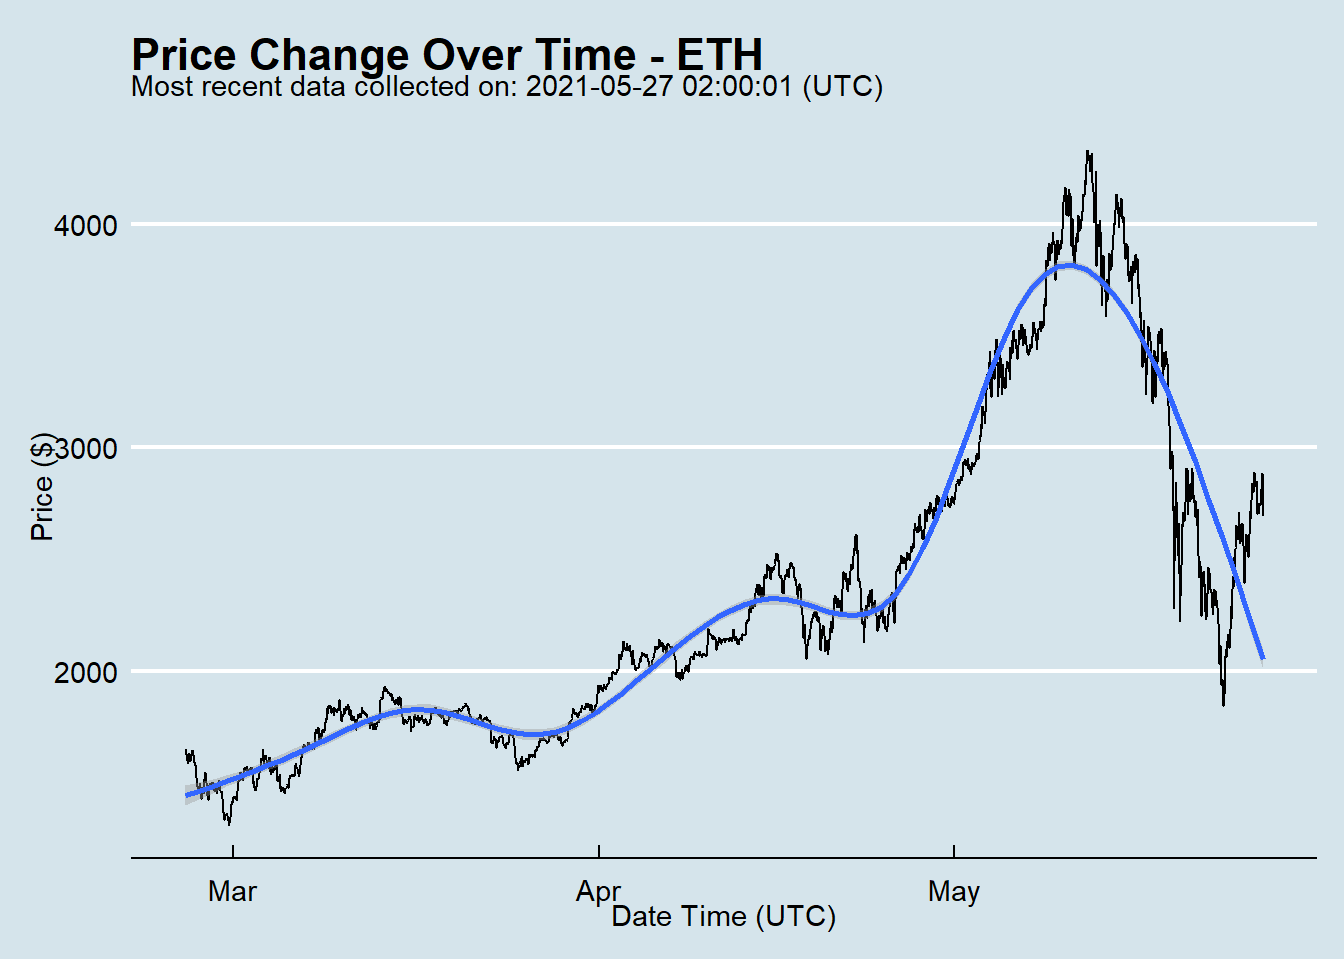 Price Change Over Time - ETH
Most recent data collected on: 2021-05-27 02:00:01 (UTC)
4000
3000
2000
Price ($)
Mar
Apr
May
Date Time (UTC)